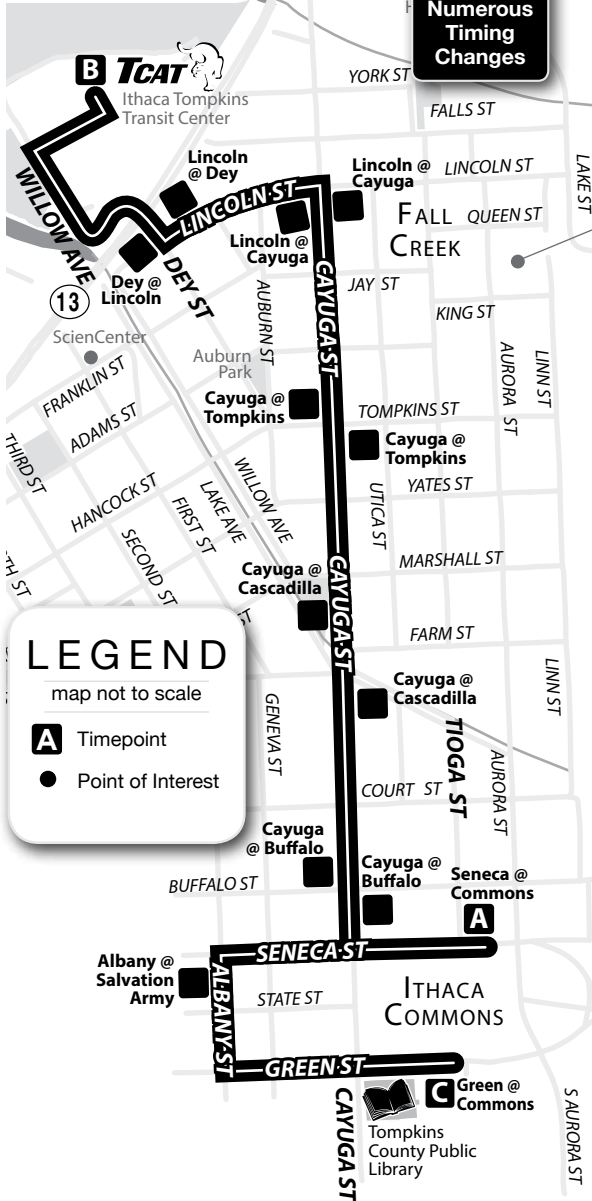 Numerous
Timing
Changes
B TCAT
Ithaca Tompkins
Transit Center
YORK ST
FALLS ST
LINCOLN ST
LAKE ST
Lincoln
@ Dey
Lincoln @
Cayuga
WILLOW AVE
LINCOLN ST
Lincoln @
Cayuga
FALL
CREEK
QUEEN ST
Dey @
Lincoln
DEY ST
13
CAYUGA ST
JAY ST
KING ST
AUBURN ST
ScienCenter
Auburn
Park
FRANKLIN ST
ADAMS ST
THIRD ST
AURORA ST
LINN ST
Cayuga @
Tompkins
TOMPKINS ST
Cayuga @
Tompkins
YATES ST
UTICA ST
HANCOCK ST
WILLOW AVE
LAKE AVE
FIRST ST
SECOND ST
TH ST
ST
MARSHALL ST
Cayuga @
Cascadilla
CAYUGA ST
FARM ST
LEGEND
map not to scale
A Timepoint
Point of Interest
Cayuga @
Cascadilla
LINN ST
GENEVA ST
TIOGA ST
AURORA ST
COURT ST
Cayuga
@ Buffalo
BUFFALO ST
Cayuga @
Buffalo
Seneca @
Commons
A
SENECA ST
Albany @
Salvation
Army
ALBANY ST
STATE ST
ITHACA
COMMONS
GREEN ST
C Green @
Commons
CAYUGA ST
Tompkins
County Public
Library
S AURORA ST